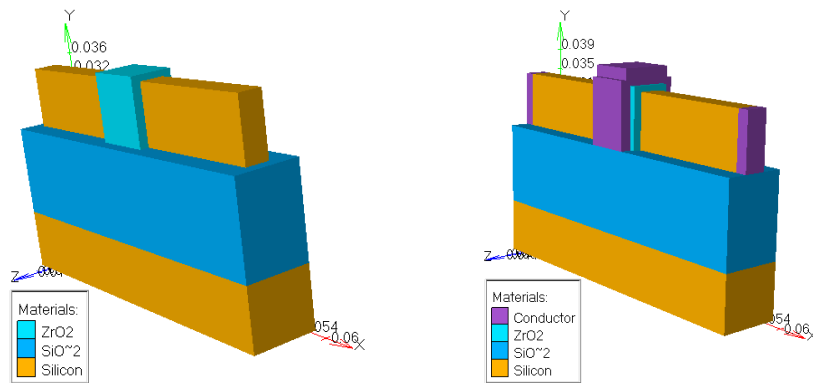 Y
0.036
0.032
Z
0.054
0.06
X
Materials:
ZrO2
SiO~2
Silicon
Y
0.039
0.035
Z
0.06
X
Materials:
Conductor
ZrO2
SiO~2
Silicon